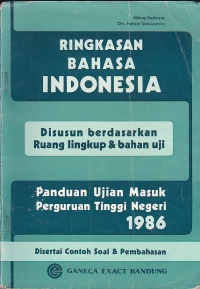 RINGKASAN
BAHASA
INDONESIA
Disusun berdasarkan
Ruang lingkup & bahan uji
Panduan Ujian Masuk
Perguruan Tinggi Negeri
1986
Disertai Contoh Soal & Pembahasan
GANEÇA EXACT BANDUNG